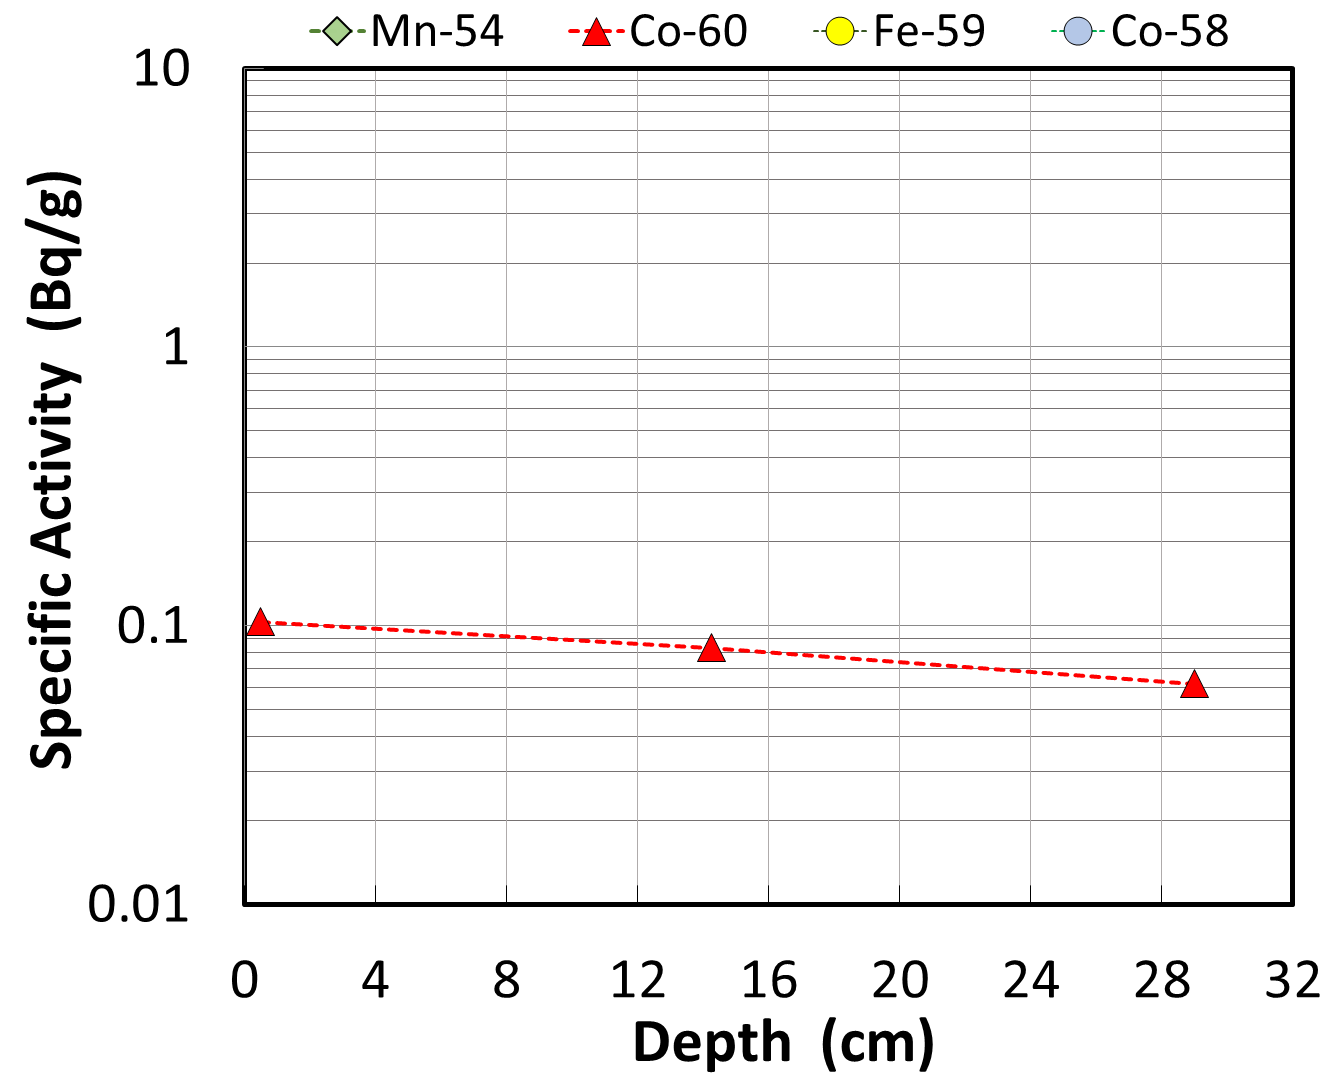 Mn-54 Co-60 Fe-59 Co-58
10
1
0.1
0.01
Specific Activity (Bq/g)
0 4 8 12 16 20 24 28 32
Depth (cm)